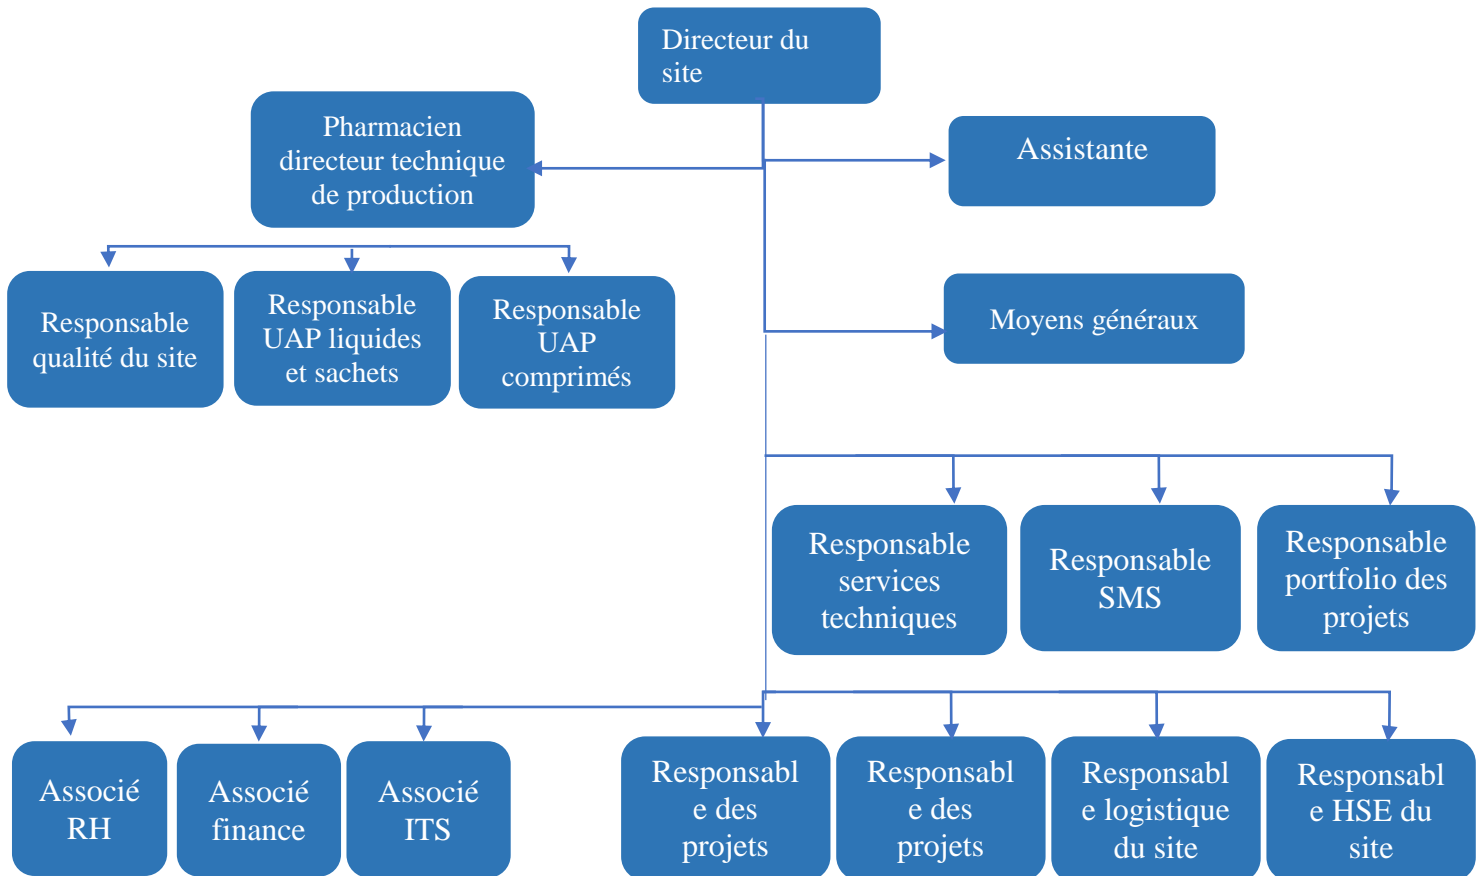 Directeur du
site
Pharmacien
directeur technique
de production
Assistante
Responsable
qualité du site
Responsable
UAP liquides
et sachets
Responsable
UAP
comprimés
Moyens généraux
Responsable
services
techniques
Responsable
SMS
Responsable
portfolio des
projets
Associé
RH
Associé
finance
Associé
ITS
Responsabl
e des
projets
Responsabl
e des
projets
Responsabl
e logistique
du site
Responsabl
e HSE du
site